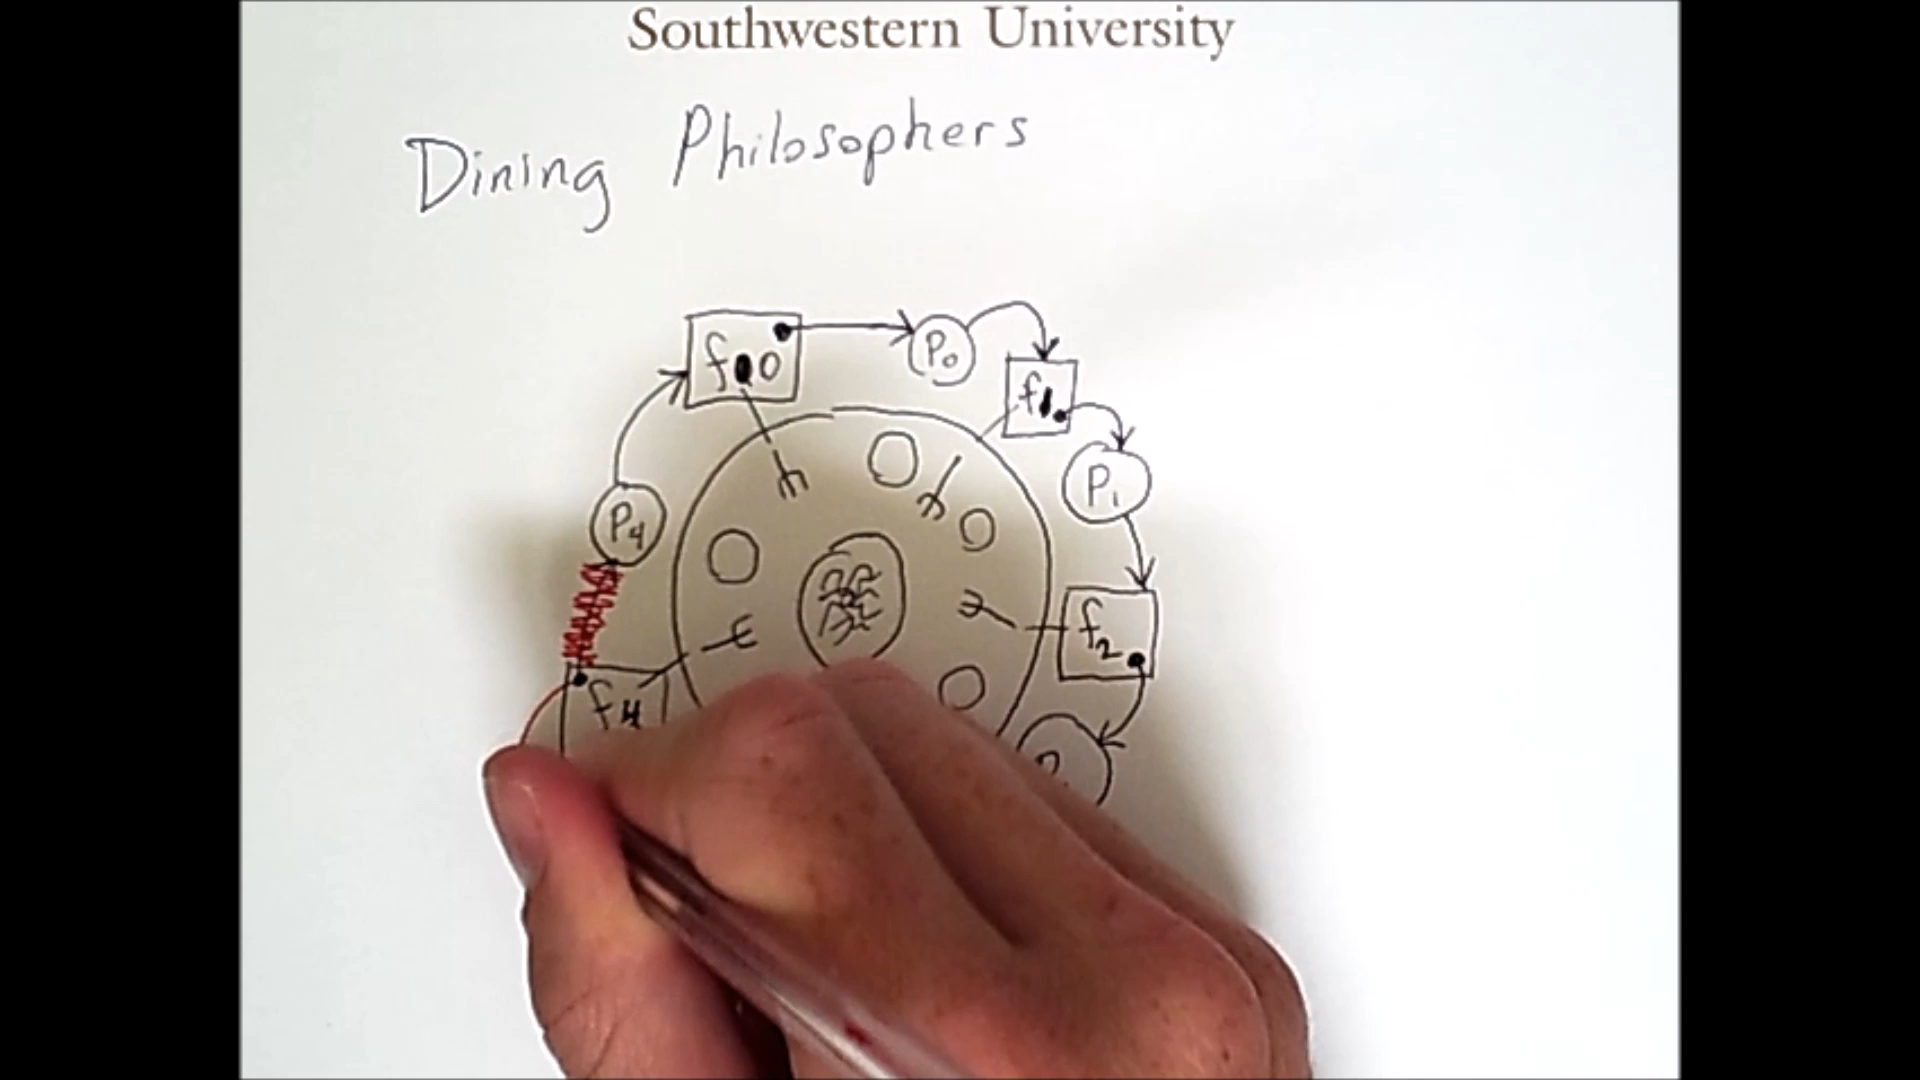 Southwestern University
Dining Philosophers
f0 P0
f1
P1
P4
f2
f4